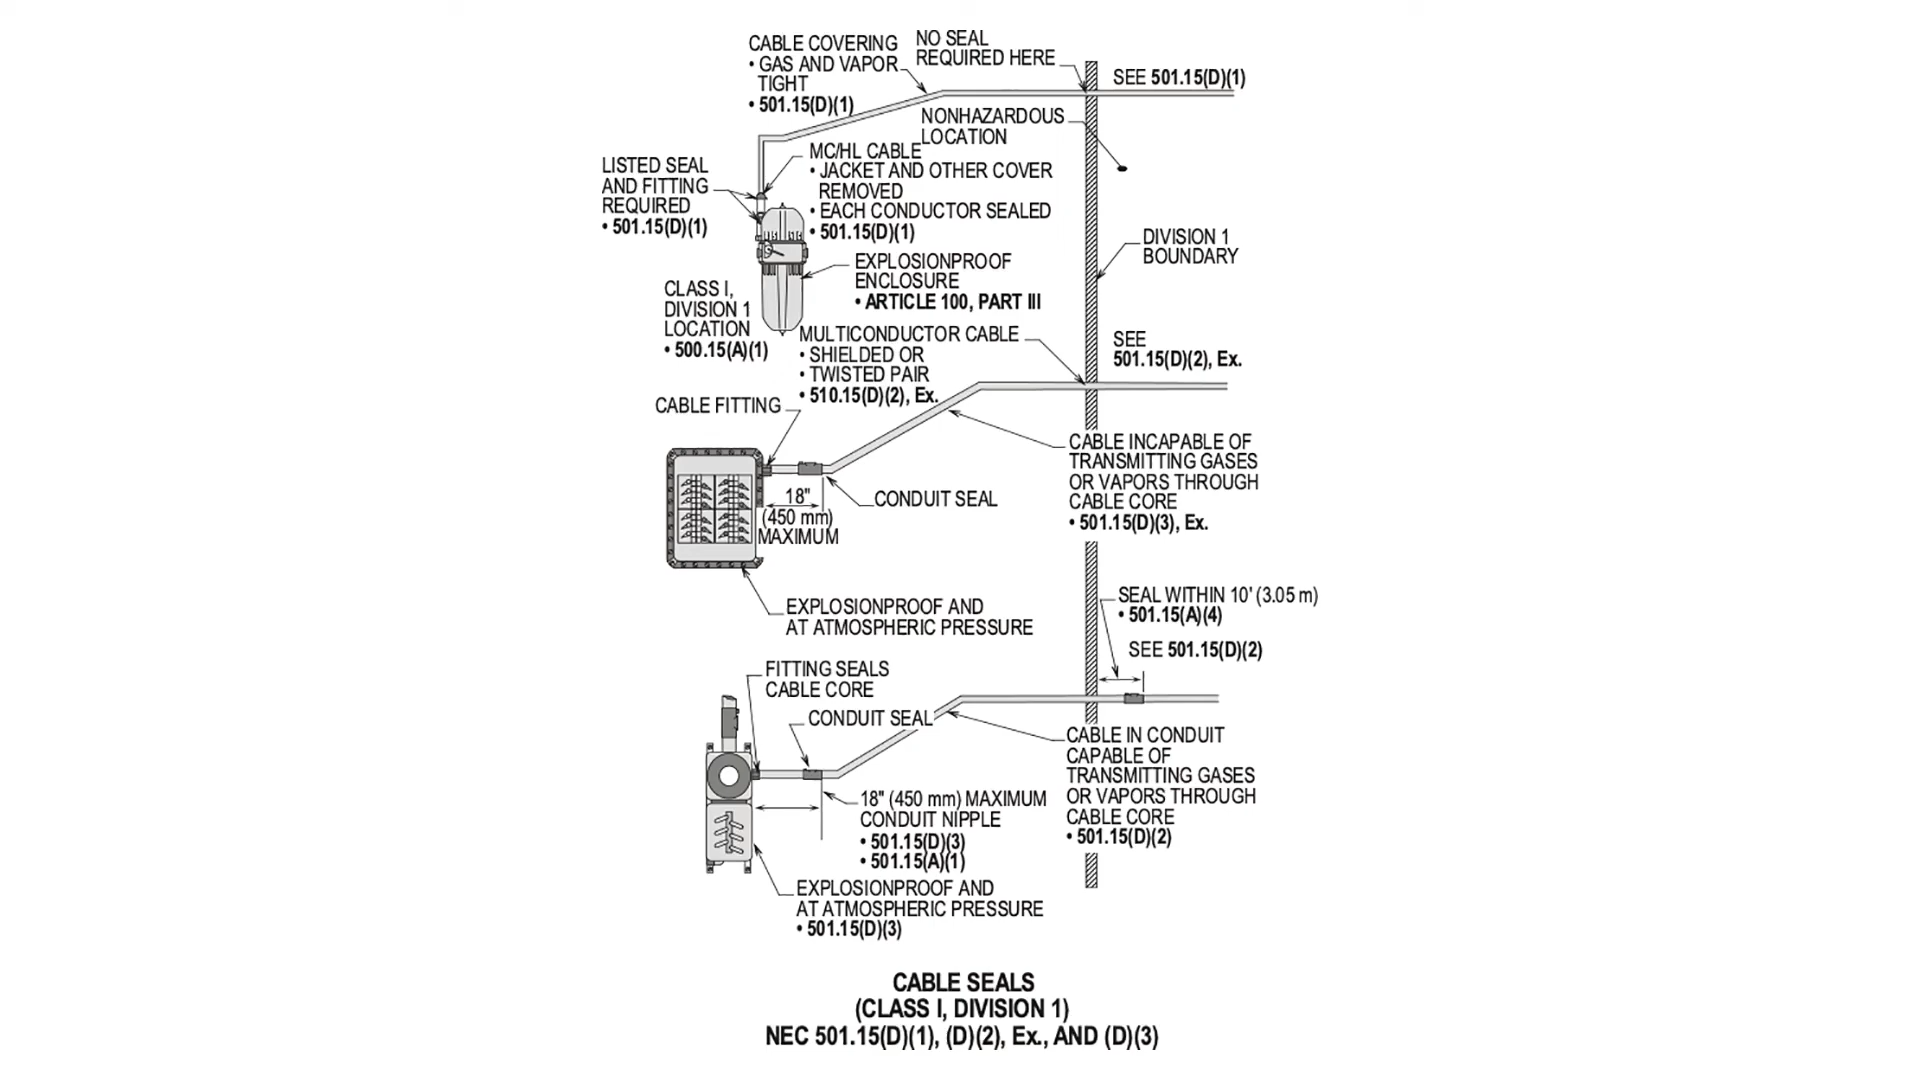 CABLE COVERING
• GAS AND VAPOR
TIGHT
• 501.15(D)(1)
NO SEAL
REQUIRED HERE
SEE 501.15(D)(1)
NONHAZARDOUS
LOCATION
LISTED SEAL
AND FITTING
REQUIRED
• 501.15(D)(1)
MC/HL CABLE
• JACKET AND OTHER COVER
REMOVED
• EACH CONDUCTOR SEALED
• 501.15(D)(1)
DIVISION 1
BOUNDARY
EXPLOSIONPROOF
ENCLOSURE
• ARTICLE 100, PART III
CLASS I,
DIVISION 1
LOCATION
• 500.15(A)(1)
MULTICONDUCTOR CABLE
• SHIELDED OR
• TWISTED PAIR
• 510.15(D)(2), Ex.
SEE
501.15(D)(2), Ex.
CABLE FITTING
CABLE INCAPABLE OF
TRANSMITTING GASES
OR VAPORS THROUGH
CABLE CORE
• 501.15(D)(3), Ex.
CONDUIT SEAL
18"
(450 mm)
MAXIMUM
EXPLOSIONPROOF AND
AT ATMOSPHERIC PRESSURE
SEAL WITHIN 10' (3.05 m)
• 501.15(A)(4)
SEE 501.15(D)(2)
FITTING SEALS
CABLE CORE
CONDUIT SEAL
CABLE IN CONDUIT
CAPABLE OF
TRANSMITTING GASES
OR VAPORS THROUGH
CABLE CORE
• 501.15(D)(2)
18" (450 mm) MAXIMUM
CONDUIT NIPPLE
• 501.15(D)(3)
• 501.15(A)(1)
EXPLOSIONPROOF AND
AT ATMOSPHERIC PRESSURE
• 501.15(D)(3)
CABLE SEALS
(CLASS I, DIVISION 1)
NEC 501.15(D)(1), (D)(2), Ex., AND (D)(3)